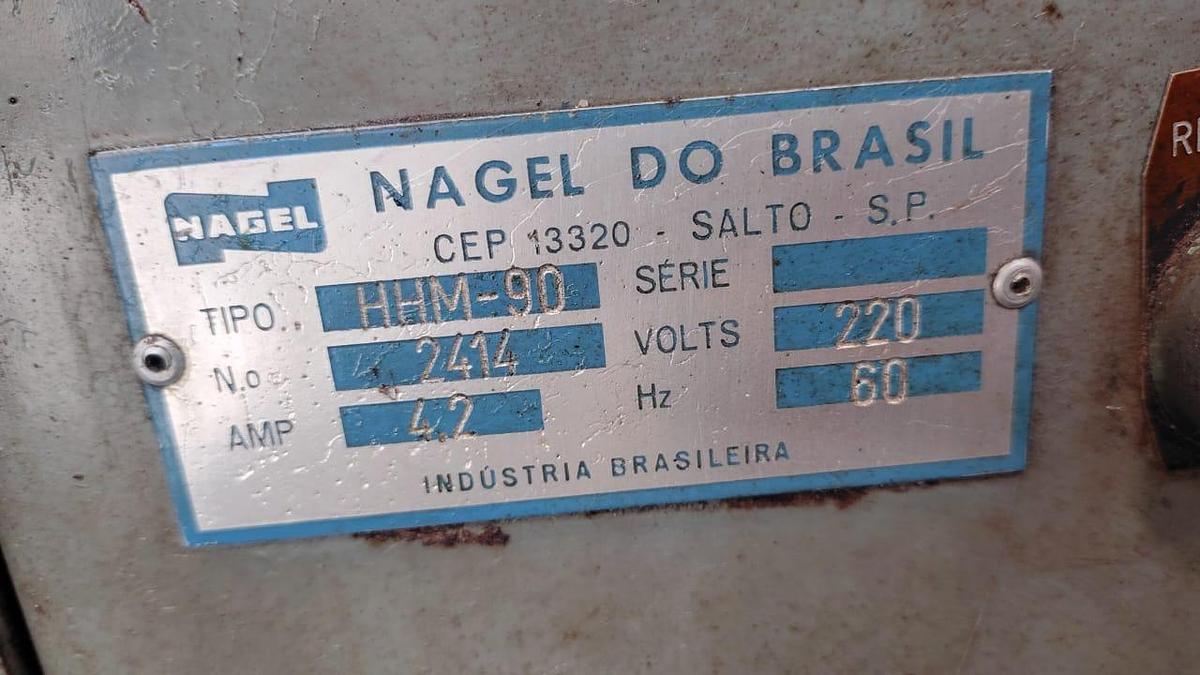 NAGEL
NAGEL DO BRASIL
CEP 13320 - SALTO - S.P.
TIPO.. HHM-90 SÉRIE
N.o 2414 VOLTS 220
AMP 4,2 Hz 60
INDÚSTRIA BRASILEIRA